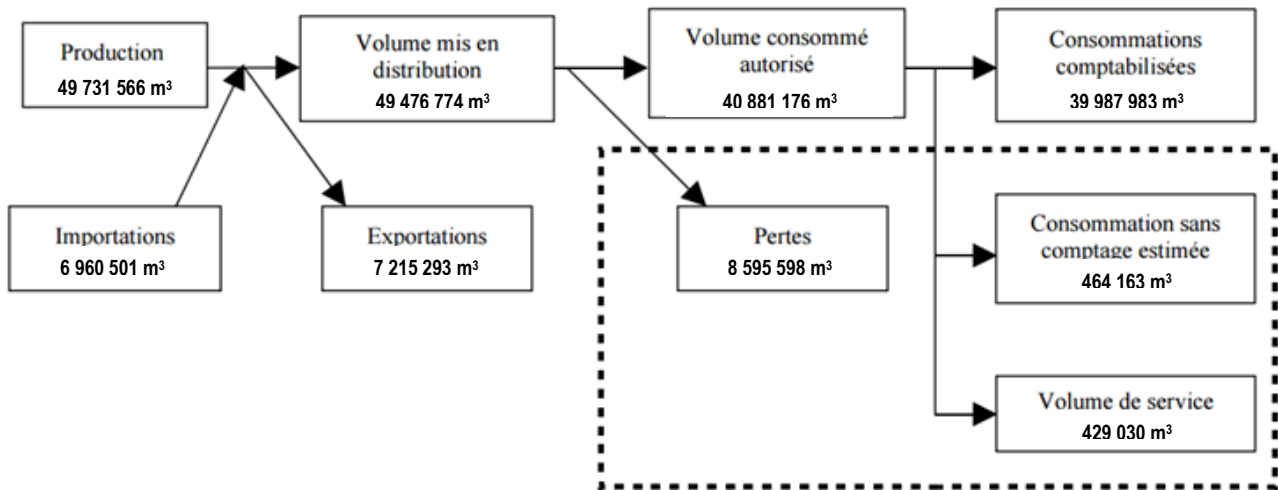 Production
49 731 566 m³
Volume mis en
distribution
49 476 774 m³
Volume consommé
autorisé
40 881 176 m³
Consommations
comptabilisées
39 987 983 m³
Importations
6 960 501 m³
Exportations
7 215 293 m³
Pertes
8 595 598 m³
Consommation sans
comptage estimée
464 163 m³
Volume de service
429 030 m³